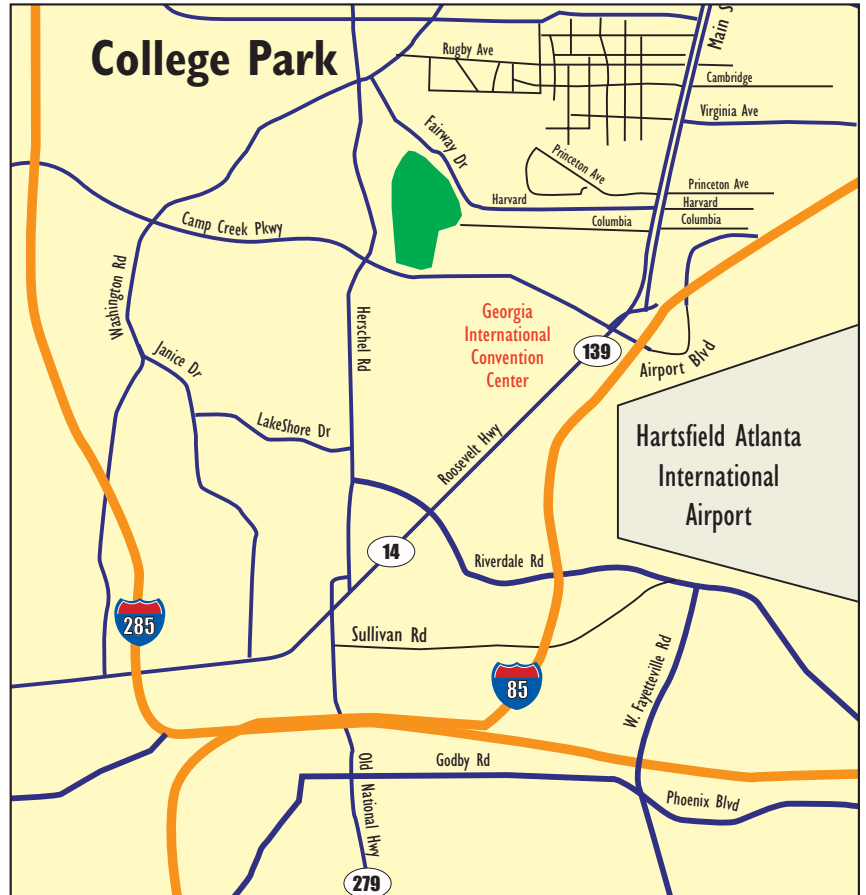 College Park
Main S
Rugby Ave
Cambridge
Virginia Ave
Fairway Dr
Princeton Ave
Princeton Ave
Harvard
Harvard
Columbia
Columbia
Camp Creek Pkwy
Washington Rd
Herschel Rd
Georgia
International
Convention
Center
139
Airport Blvd
Janice Dr
LakeShore Dr
Roosevelt Hwy
Hartsfield Atlanta
International
Airport
14
Riverdale Rd
285
Sullivan Rd
85
W. Fayetteville Rd
Old National Hwy
Godby Rd
Phoenix Blvd
279